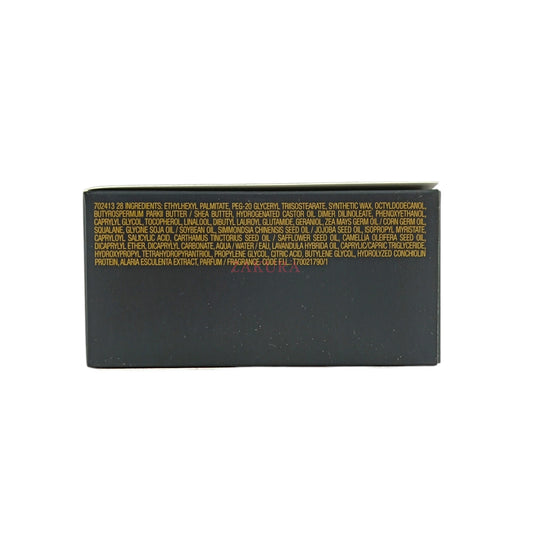 702413 28 INGREDIENTS: ETHYLHEXYL PALMITATE, PEG-20 GLYCERYL TRIISOSTEARATE, SYNTHETIC WAX, OCTYLDODECANOL,
BUTYROSPERMUM PARKII BUTTER / SHEA BUTTER, HYDROGENATED CASTOR OIL DIMER DILINOLEATE, PHENOXYETHANOL,
CAPRYLYL GLYCOL, TOCOPHEROL, LINALOOL, DIBUTYL LAUROYL GLUTAMIDE, GERANIOL, ZEA MAYS GERM OIL / CORN GERM OIL,
SQUALANE, GLYCINE SOJA OIL / SOYBEAN OIL, SIMMONDSIA CHINENSIS SEED OIL / JOJOBA SEED OIL, ISOPROPYL MYRISTATE,
CAPRYLOYL SALICYLIC ACID, CARTHAMUS TINCTORIUS SEED OIL / SAFFLOWER SEED OIL, CAMELLIA OLEIFERA SEED OIL,
DICAPRYLYL ETHER, DICAPRYLYL CARBONATE, AQUA / WATER / EAU, LAVANDULA HYBRIDA OIL, CAPRYLIC/CAPRIC TRIGLYCERIDE,
HYDROXYPROPYL TETRAHYDROPYRANTRIOL, PROPYLENE GLYCOL, CITRIC ACID, BUTYLENE GLYCOL, HYDROLYZED CONCHIOLIN
PROTEIN, ALARIA ESCULENTA EXTRACT, PARFUM / FRAGRANCE. CODE F.I.L.: T70021790/1
ZAKURA